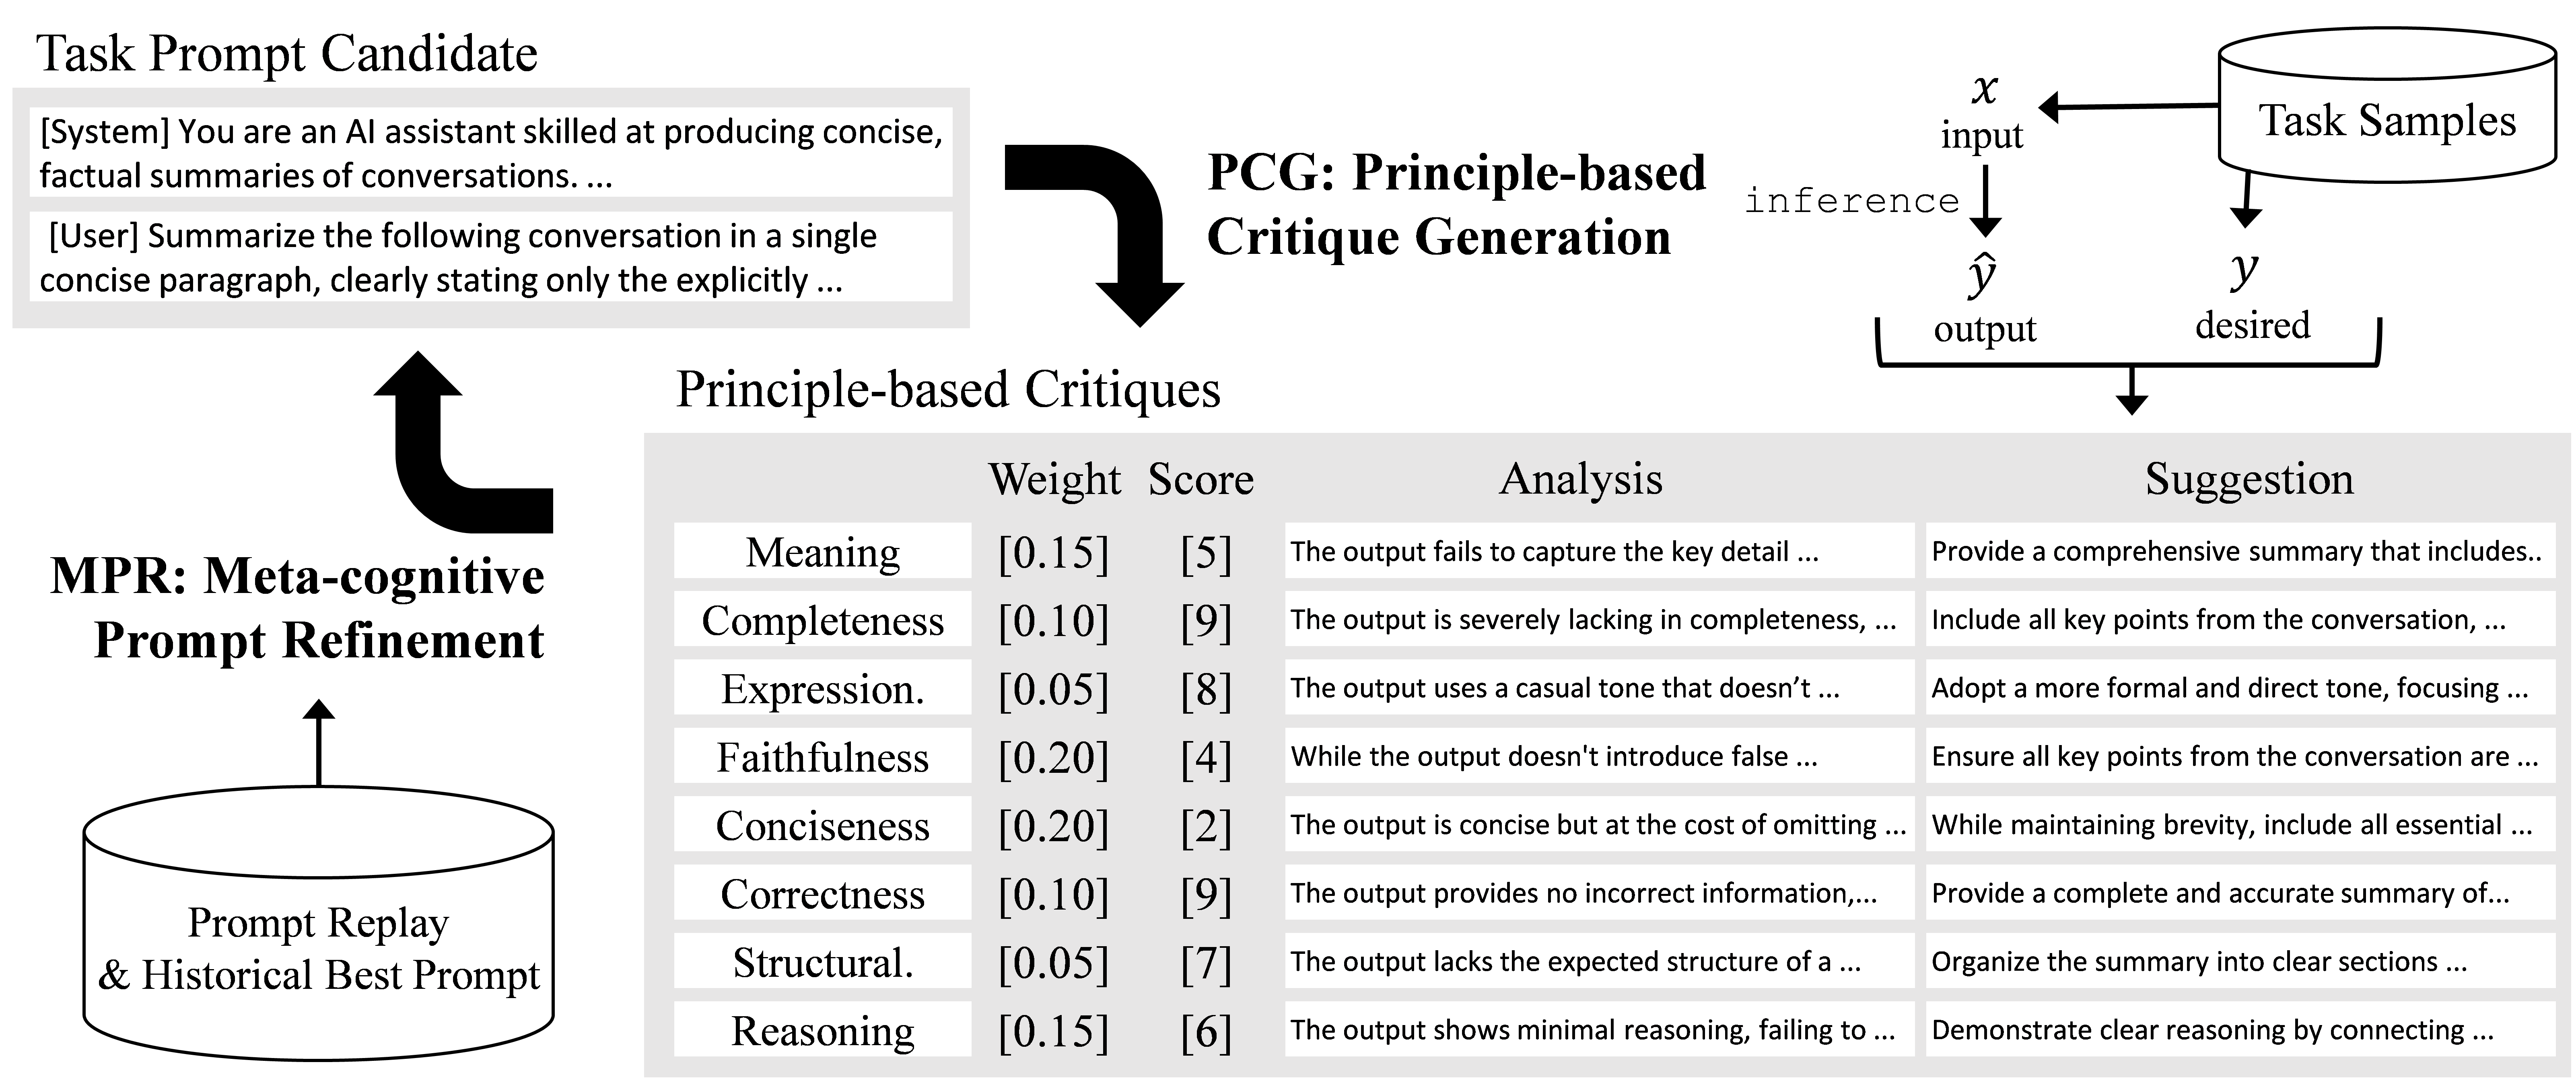 Task Prompt Candidate
[System] You are an AI assistant skilled at producing concise,
factual summaries of conversations. ...
[User] Summarize the following conversation in a single
concise paragraph, clearly stating only the explicitly ...
PCG: Principle-based
Critique Generation
x
input
inference
ŷ
output
Task Samples
y
desired
Principle-based Critiques
Weight Score Analysis Suggestion
Meaning [0.15] [5] The output fails to capture the key detail ... Provide a comprehensive summary that includes..
Completeness [0.10] [9] The output is severely lacking in completeness, ... Include all key points from the conversation, ...
Expression. [0.05] [8] The output uses a casual tone that doesn’t ... Adopt a more formal and direct tone, focusing ...
Faithfulness [0.20] [4] While the output doesn't introduce false ... Ensure all key points from the conversation are ...
Conciseness [0.20] [2] The output is concise but at the cost of omitting ... While maintaining brevity, include all essential ...
Correctness [0.10] [9] The output provides no incorrect information,... Provide a complete and accurate summary of...
Structural. [0.05] [7] The output lacks the expected structure of a ... Organize the summary into clear sections ...
Reasoning [0.15] [6] The output shows minimal reasoning, failing to ... Demonstrate clear reasoning by connecting ...
MPR: Meta-cognitive
Prompt Refinement
Prompt Replay
& Historical Best Prompt